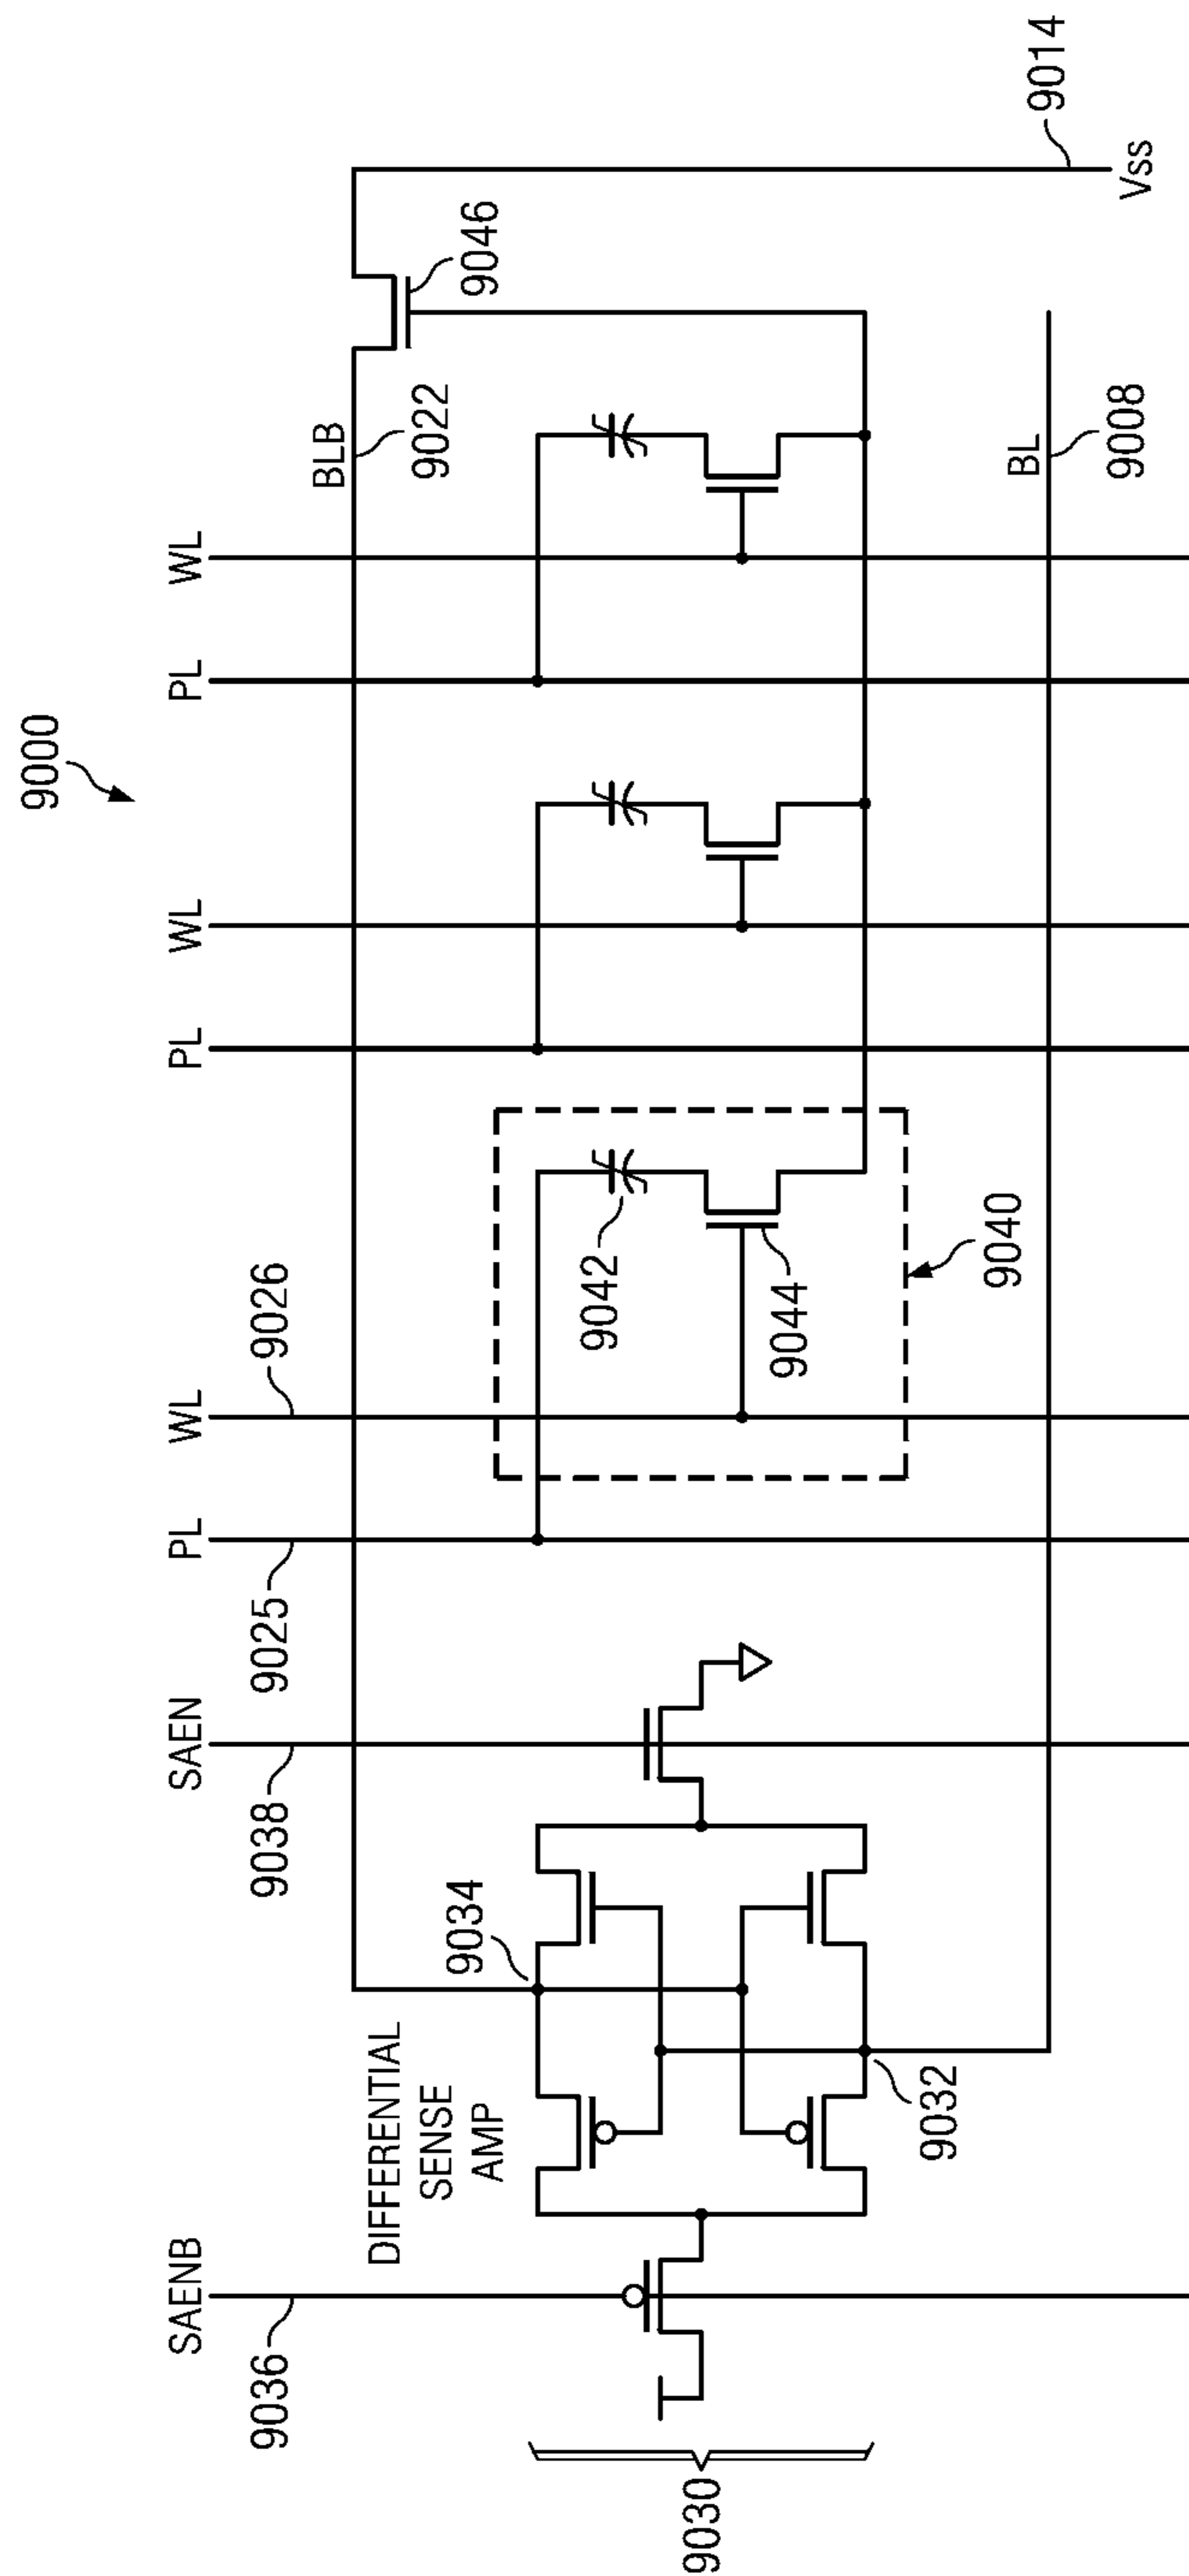 9000
SAENB
SAEN
PL
WL
PL
WL
PL
WL
9036
9038
9025
9026
BLB
9022
DIFFERENTIAL
SENSE
AMP
9034
9046
9042
9044
9030
9032
9040
BL
9008
9014
Vss